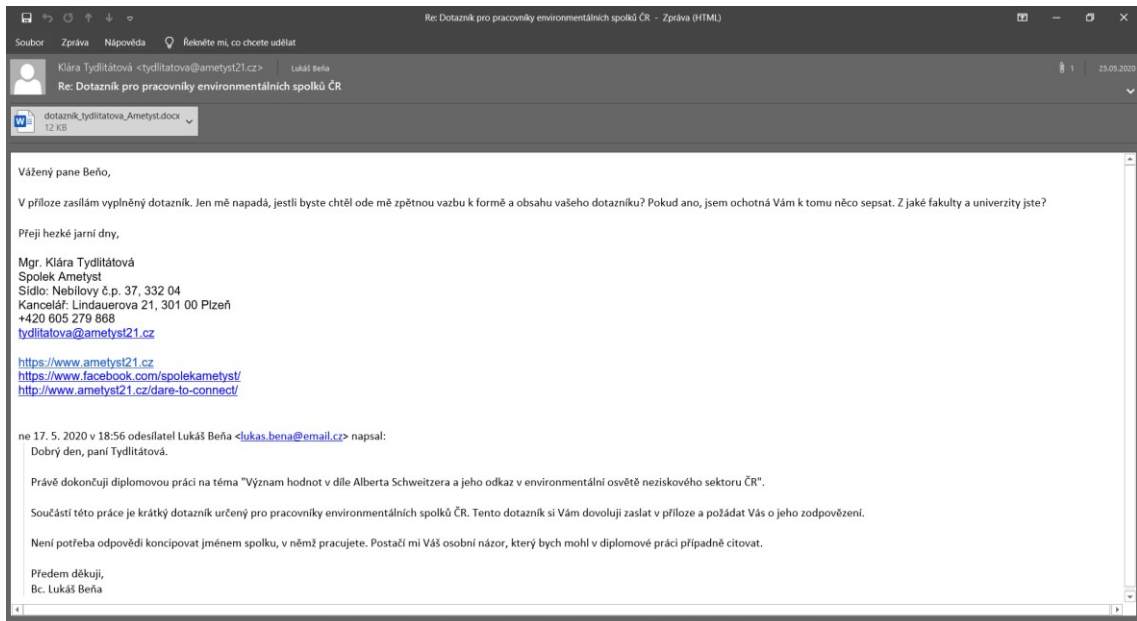 Re: Dotazník pro pracovníky environmentálních spolků ČR - Zpráva (HTML)
Soubor Zpráva Nápověda Řekněte mi, co chcete udělat
Klára Tydlitátová <tydlitatova@ametyst21.cz> Lukáš Beňa 1 25.05.2020
Re: Dotazník pro pracovníky environmentálních spolků ČR
dotaznik_tydlitatova_Ametyst.docx
12 KB
Vážený pane Beňo,
V příloze zasílám vyplněný dotazník. Jen mě napadá, jestli byste chtěl ode mě zpětnou vazbu k formě a obsahu vašeho dotazníku? Pokud ano, jsem ochotná Vám k tomu něco sepsat. Z jaké fakulty a univerzity jste?
Přeji hezké jarní dny,
Mgr. Klára Tydlitátová
Spolek Ametyst
Sídlo: Nebílovy č.p. 37, 332 04
Kancelář: Lindauerova 21, 301 00 Plzeň
+420 605 279 868
tydlitatova@ametyst21.cz
https://www.ametyst21.cz
https://www.facebook.com/spolekametyst/
http://www.ametyst21.cz/dare-to-connect/
ne 17. 5. 2020 v 18:56 odesílatel Lukáš Beňa <lukas.bena@email.cz> napsal:
Dobrý den, paní Tydlitátová.
Právě dokončuji diplomovou práci na téma "Význam hodnot v díle Alberta Schweitzera a jeho odkaz v environmentální osvětě neziskového sektoru ČR".
Součástí této práce je krátký dotazník určený pro pracovníky environmentálních spolků ČR. Tento dotazník si Vám dovoluji zaslat v příloze a požádat Vás o jeho zodpovězení.
Není potřeba odpovědi koncipovat jménem spolku, v němž pracujete. Postačí mi Váš osobní názor, který bych mohl v diplomové práci případně citovat.
Předem děkuji,
Bc. Lukáš Beňa